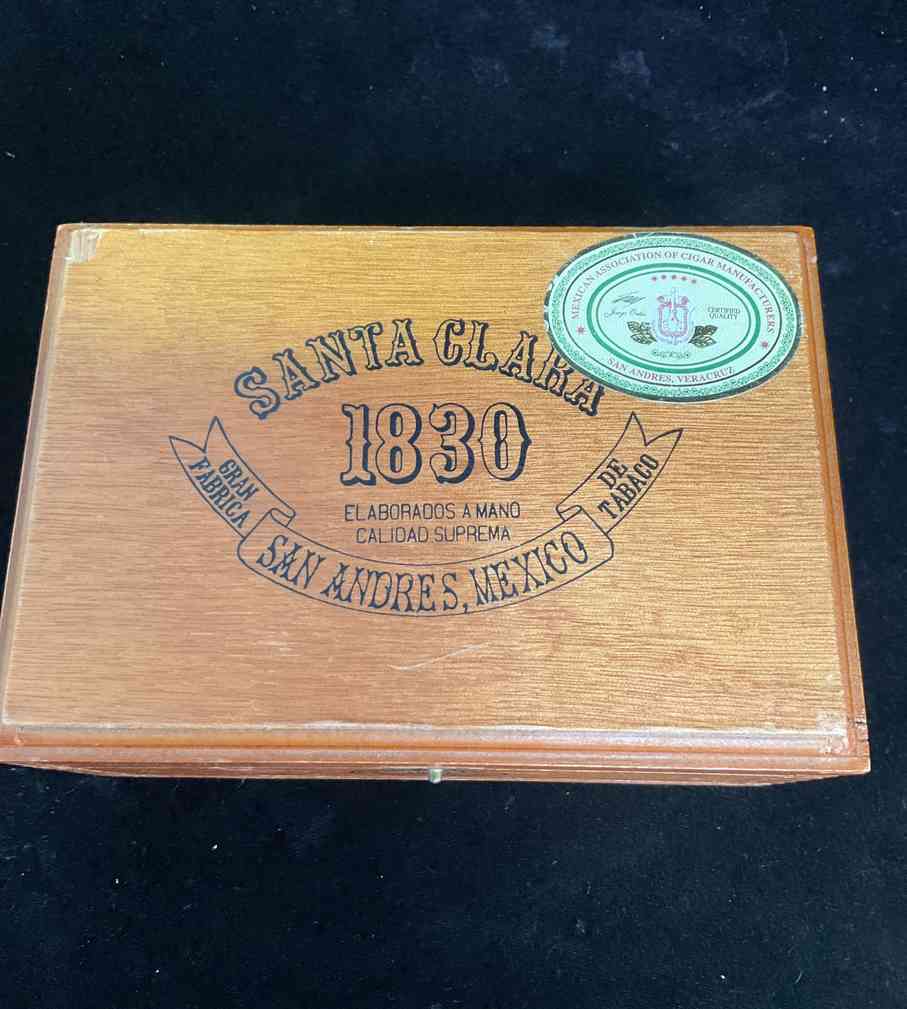 SANTA CLARA
1830
ELABORADOS A MANO
CALIDAD SUPREMA
GRAN
FABRICA
DE
TABACO
SAN ANDRES, MEXICO
MEXICAN ASSOCIATION OF CIGAR MANUFACTURERS
CERTIFIED
QUALITY
SAN ANDRES, VERACRUZ